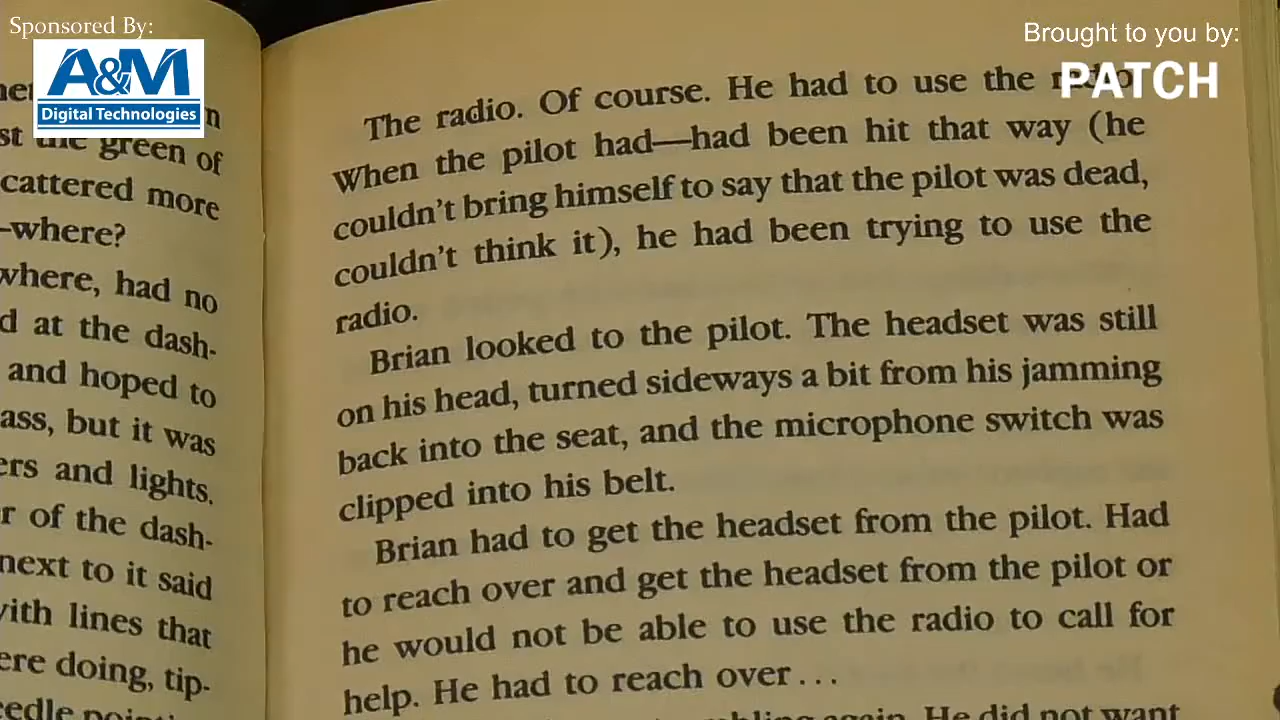 Sponsored By:
A&M
Digital Technologies
Brought to you by:
PATCH
st the green of
cattered more
-where?
where, had no
d at the dash-
and hoped to
ass, but it was
ers and lights.
r of the dash-
next to it said
with lines that
ere doing, tip-
The radio. Of course. He had to use the radio.
When the pilot had—had been hit that way (he
couldn't bring himself to say that the pilot was dead,
couldn't think it), he had been trying to use the
radio.
Brian looked to the pilot. The headset was still
on his head, turned sideways a bit from his jamming
back into the seat, and the microphone switch was
clipped into his belt.
Brian had to get the headset from the pilot. Had
to reach over and get the headset from the pilot or
he would not be able to use the radio to call for
help. He had to reach over...
again. He did not want